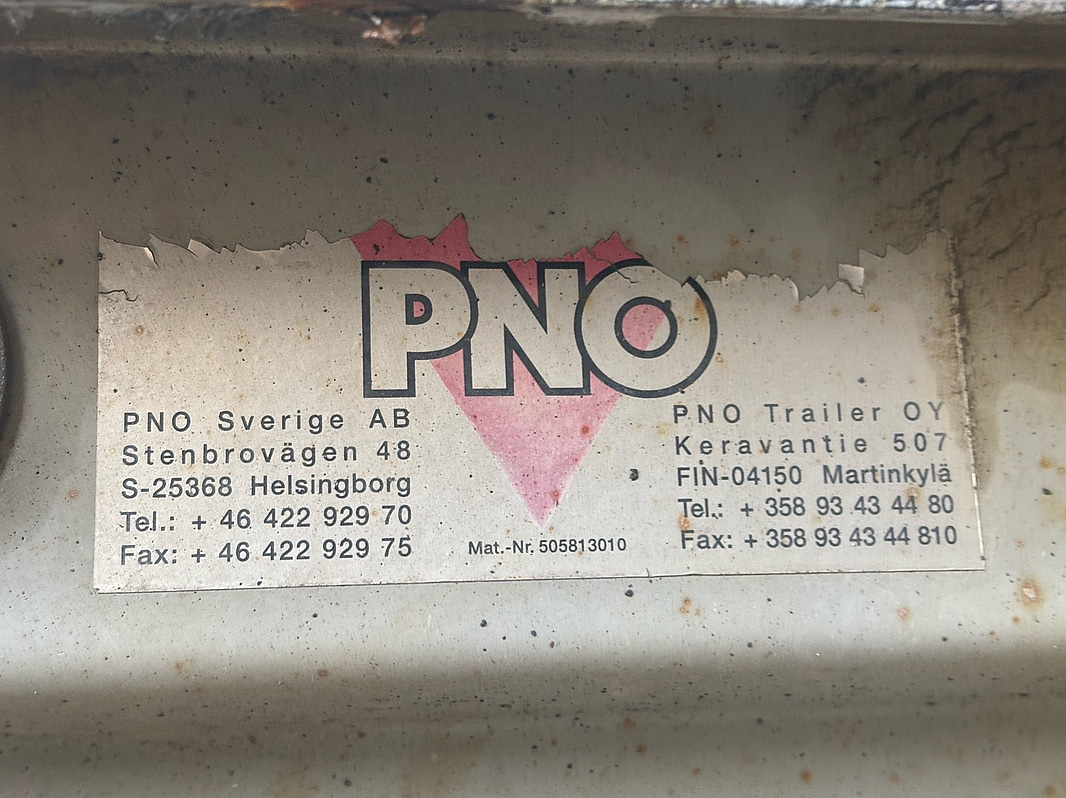 PNO
PNO Sverige AB
Stenbrovägen 48
S-25368 Helsingborg
Tel.: + 46 422 929 70
Fax: + 46 422 929 75
Mat.-Nr. 505813010
PNO Trailer OY
Keravantie 507
FIN-04150 Martinkylä
Tel.: + 358 93 43 44 80
Fax: + 358 93 43 44 810